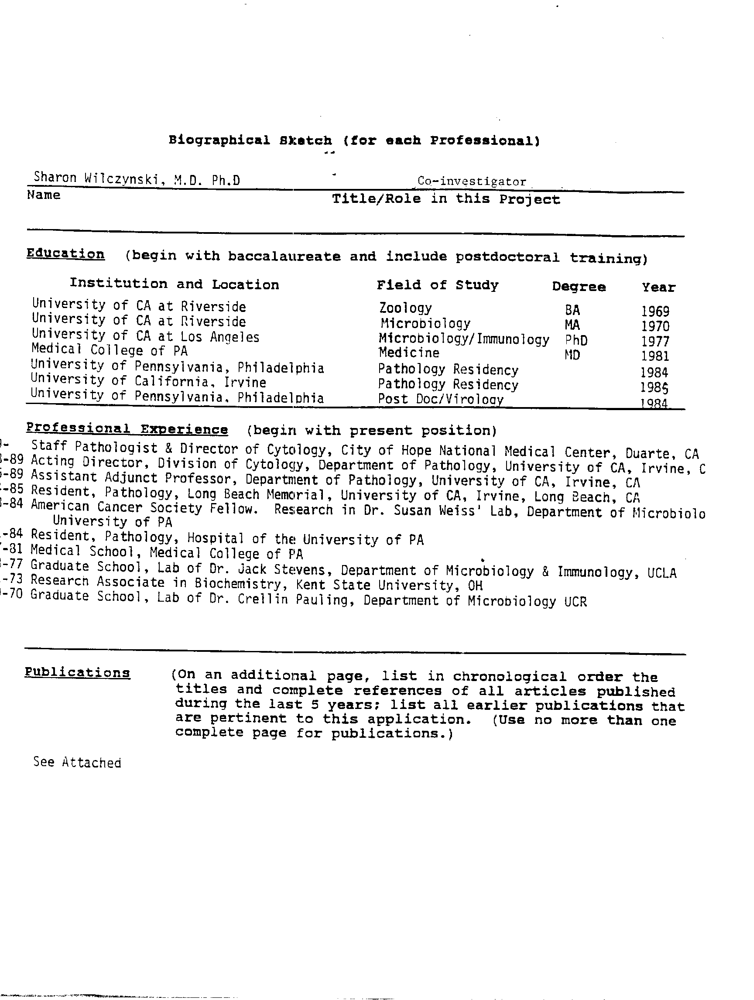 Biographical Sketch (for each Professional)
Sharon Wilczynski, M.D. Ph.D Co-investigator
Name Title/Role in this Project
Education (begin with baccalaureate and include postdoctoral training)
Institution and Location Field of Study Degree Year
University of CA at Riverside Zoology BA 1969
University of CA at Riverside Microbiology MA 1970
University of CA at Los Angeles Microbiology/Immunology PhD 1977
Medical College of PA Medicine MD 1981
University of Pennsylvania, Philadelphia Pathology Residency 1984
University of California, Irvine Pathology Residency 1985
University of Pennsylvania, Philadelphia Post Doc/Virology 1984
Professional Experience (begin with present position)
- Staff Pathologist & Director of Cytology, City of Hope National Medical Center, Duarte, CA
-89 Acting Director, Division of Cytology, Department of Pathology, University of CA, Irvine, C
-89 Assistant Adjunct Professor, Department of Pathology, University of CA, Irvine, CA
-85 Resident, Pathology, Long Beach Memorial, University of CA, Irvine, Long Beach, CA
-84 American Cancer Society Fellow. Research in Dr. Susan Weiss' Lab, Department of Microbiolo
University of PA
-84 Resident, Pathology, Hospital of the University of PA
-81 Medical School, Medical College of PA
-77 Graduate School, Lab of Dr. Jack Stevens, Department of Microbiology & Immunology, UCLA
-73 Research Associate in Biochemistry, Kent State University, OH
-70 Graduate School, Lab of Dr. Crellin Pauling, Department of Microbiology UCR
Publications (On an additional page, list in chronological order the
titles and complete references of all articles published
during the last 5 years; list all earlier publications that
are pertinent to this application. (Use no more than one
complete page for publications.)
See Attached